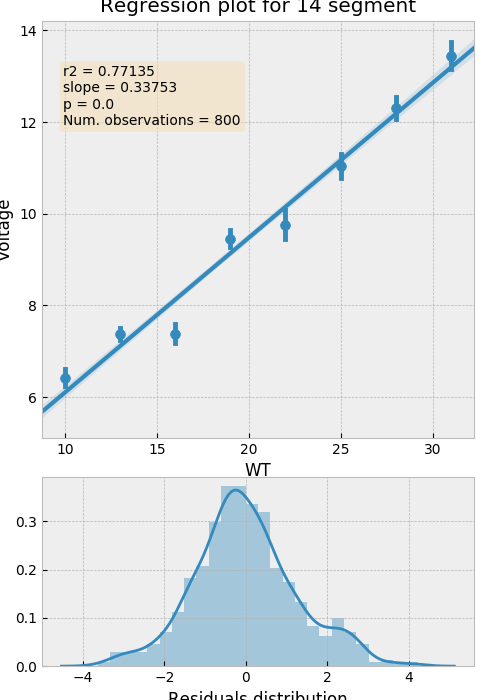 Regression plot for 14 segment
14
12
10
8
6
r2 = 0.77135
slope = 0.33753
p = 0.0
Num. observations = 800
Voltage
10 15 20 25 30
WT
0.3
0.2
0.1
0.0
−4 −2 0 2 4
Residuals distribution